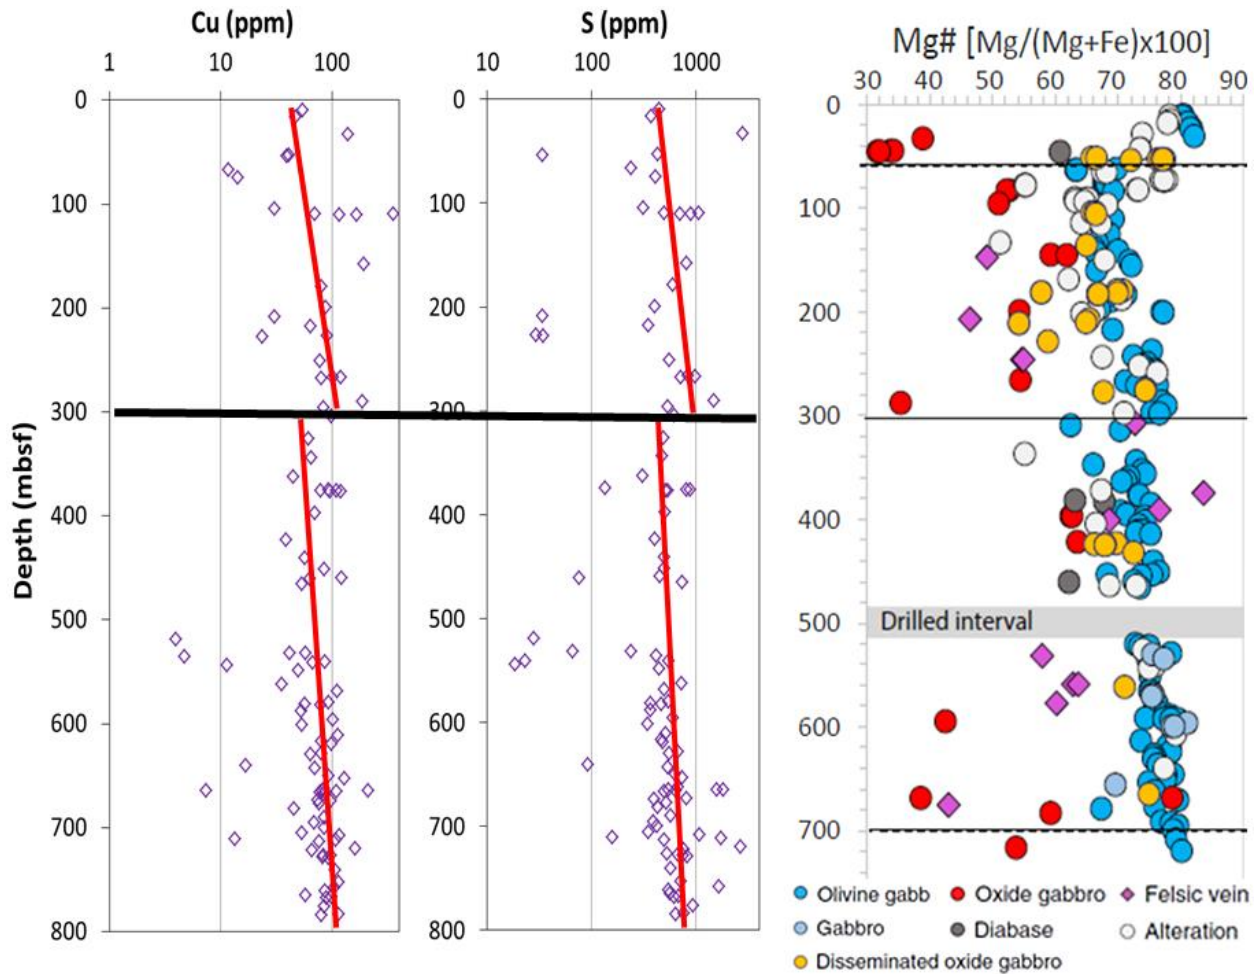 Cu (ppm)
1 10 100
0
100
200
300
400
500
600
700
800
Depth (mbsf)
S (ppm)
10 100 1000
0
100
200
300
400
500
600
700
800
Mg# [Mg/(Mg+Fe)x100]
30 40 50 60 70 80 90
0
100
200
300
400
500
600
700
Drilled interval
Olivine gabb Oxide gabbro Felsic vein
Gabbro Diabase Alteration
Disseminated oxide gabbro